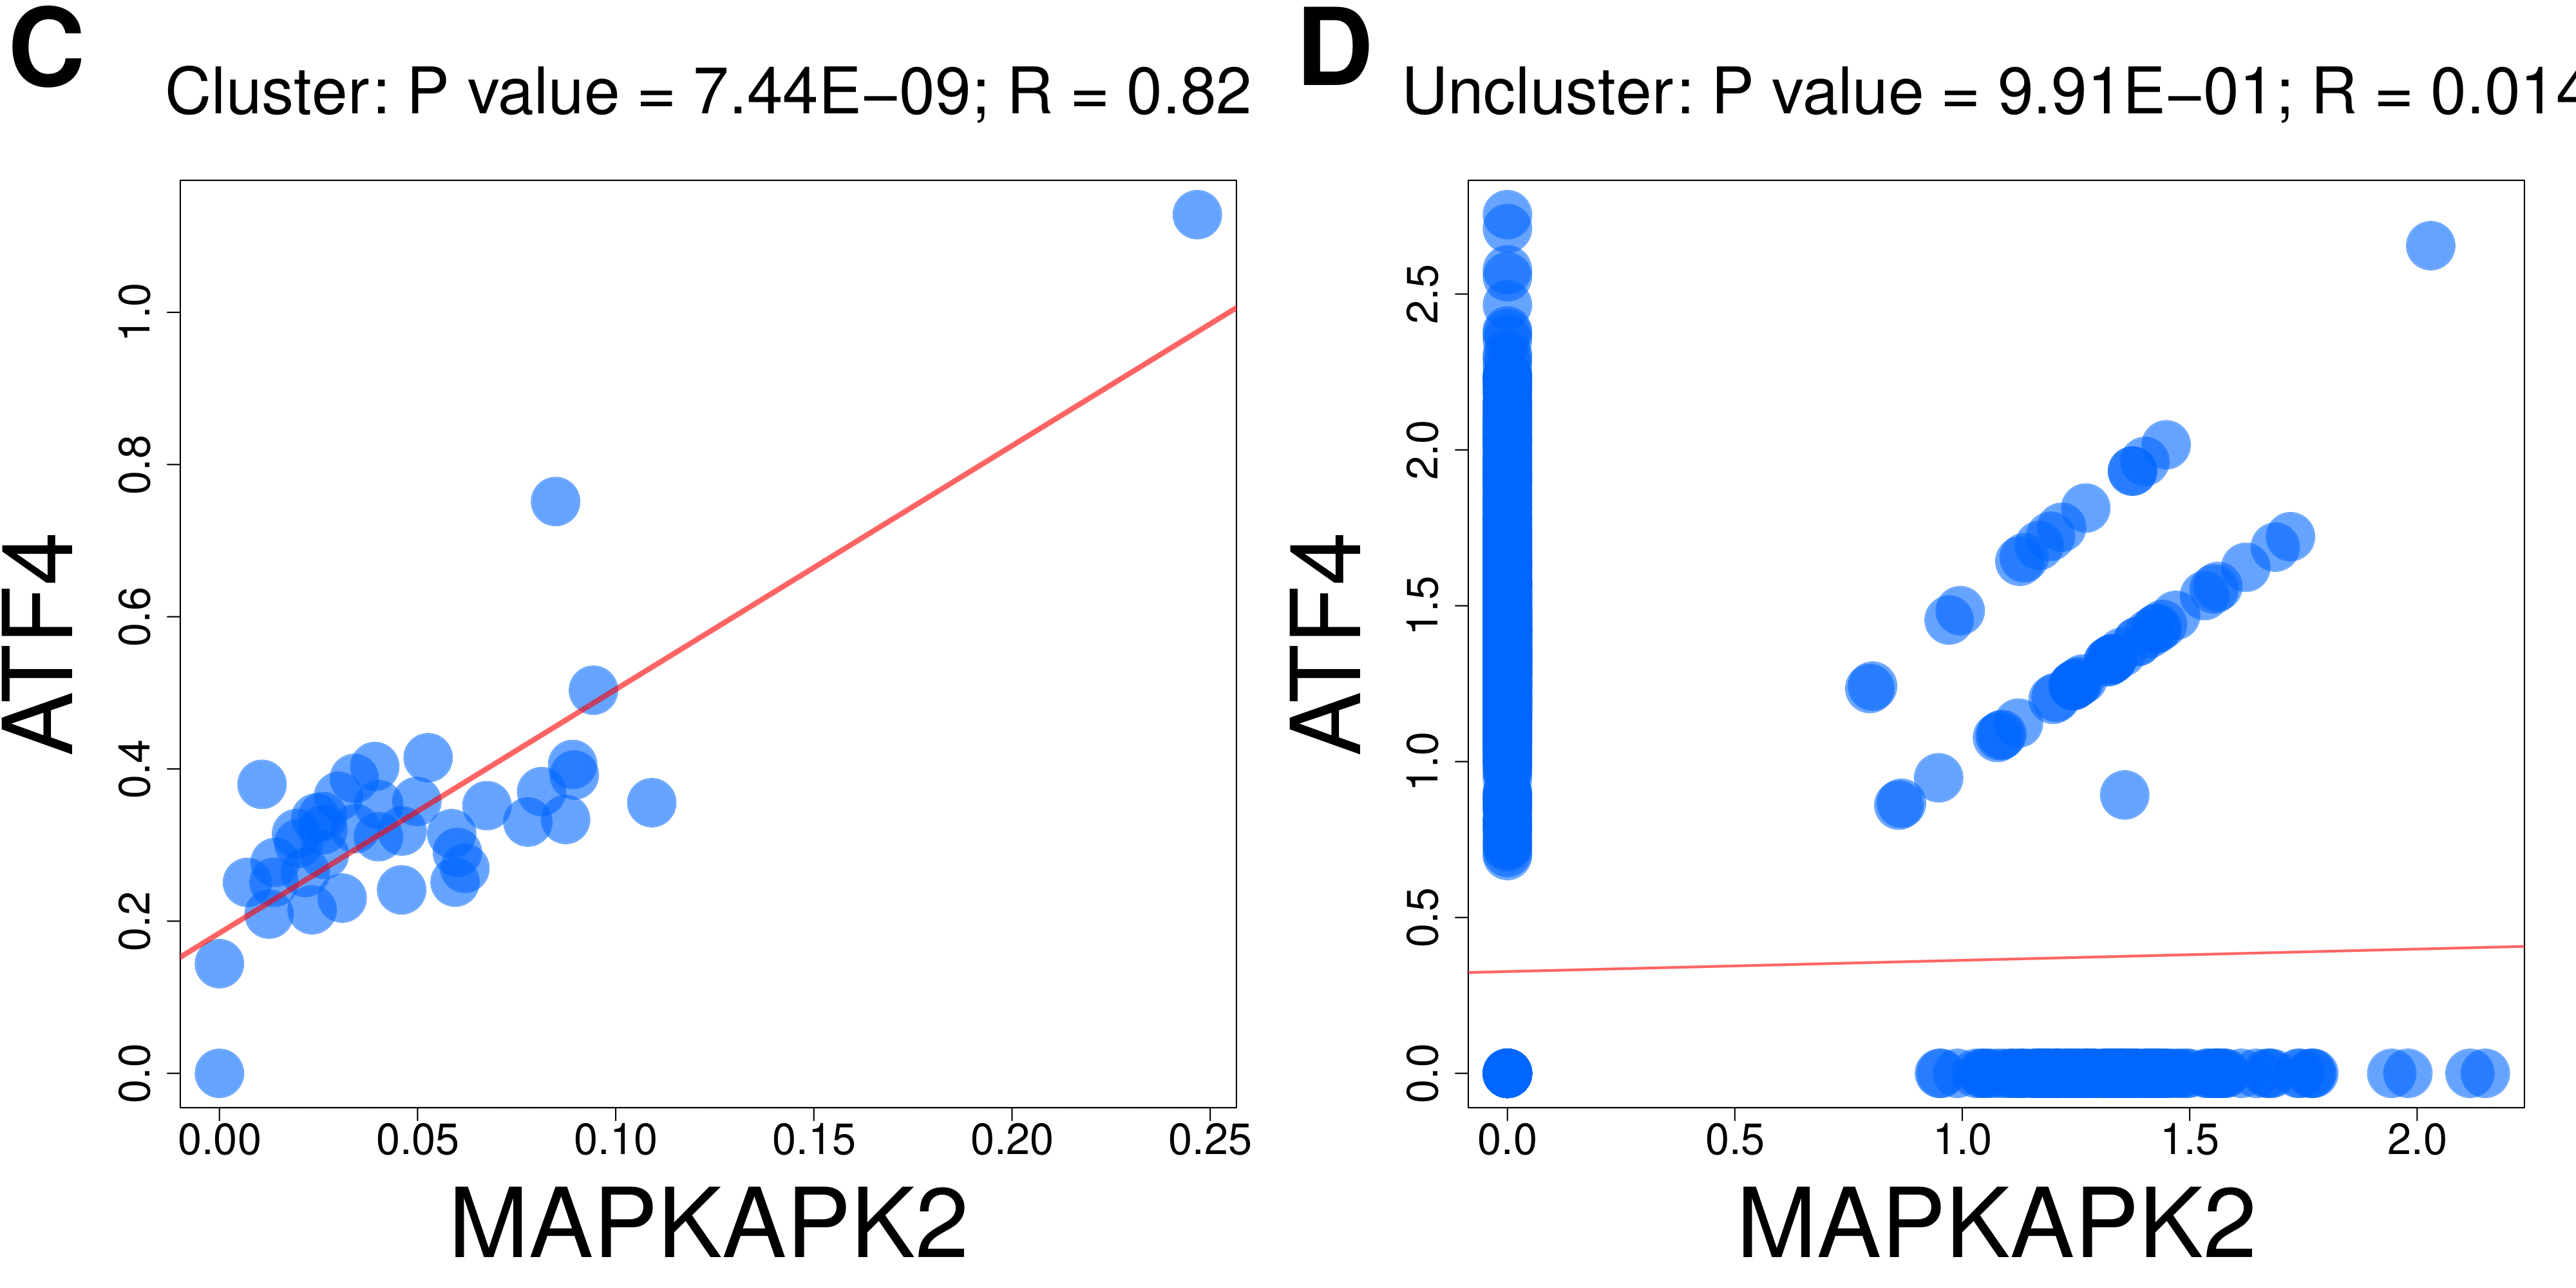 C
Cluster: P value = 7.44E−09; R = 0.82
ATF4
1.0
0.8
0.6
0.4
0.2
0.0
0.00 0.05 0.10 0.15 0.20 0.25
MAPKAPK2
D
Uncluster: P value = 9.91E−01; R = 0.014
ATF4
2.5
2.0
1.5
1.0
0.5
0.0
0.0 0.5 1.0 1.5 2.0
MAPKAPK2